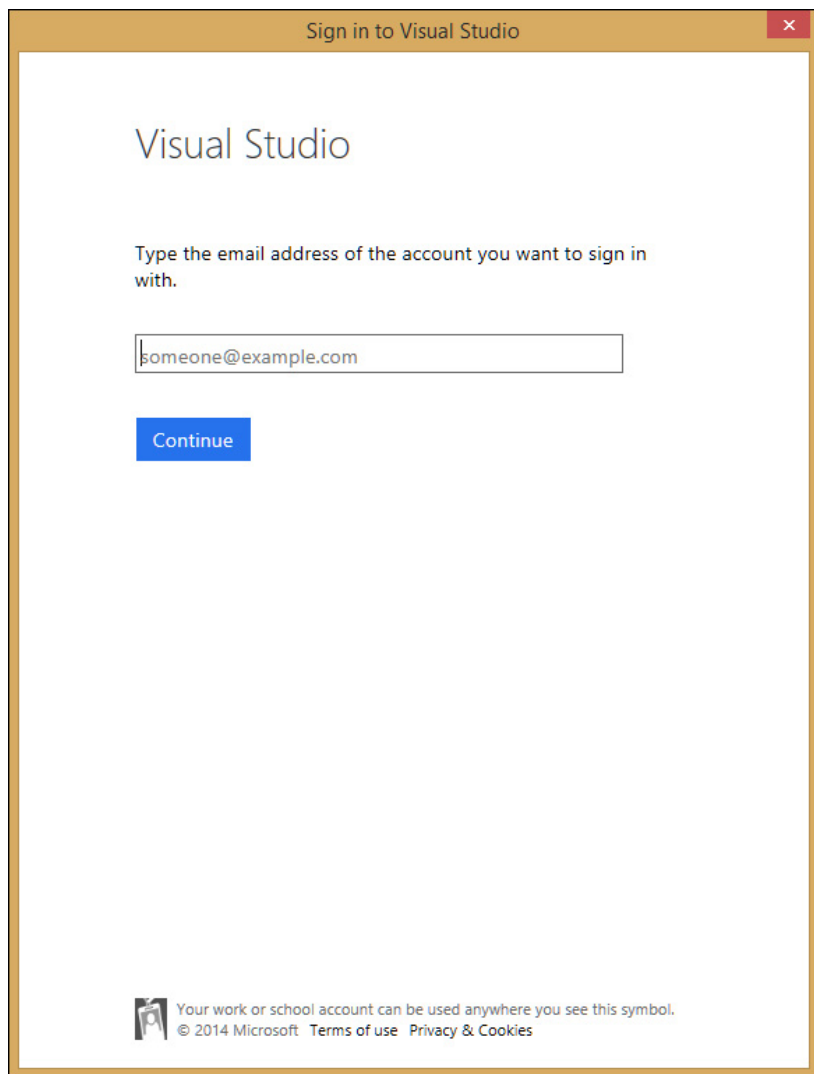 Sign in to Visual Studio
Visual Studio
Type the email address of the account you want to sign in
with.
someone@example.com
Continue
Your work or school account can be used anywhere you see this symbol.
© 2014 Microsoft Terms of use Privacy & Cookies